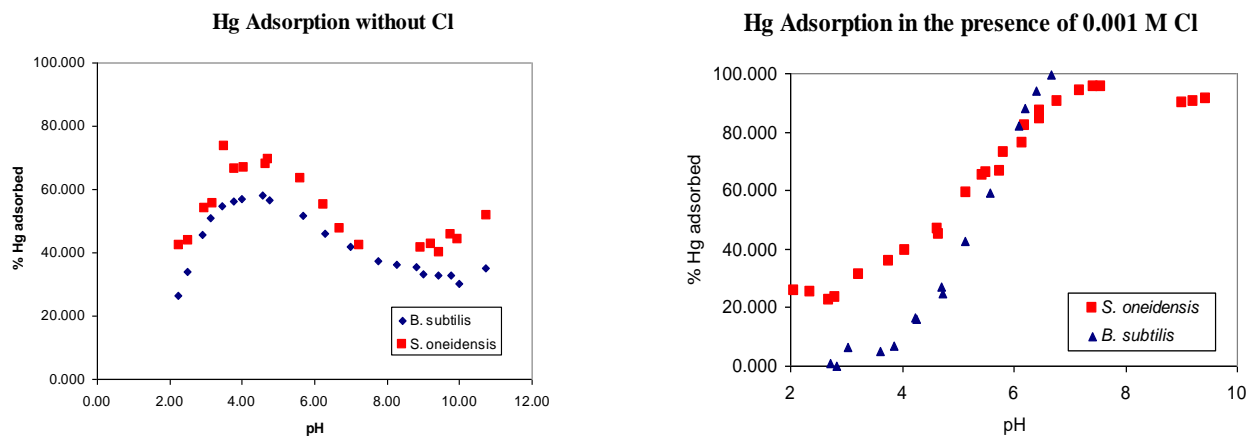 Hg Adsorption without Cl
100.000
80.000
60.000
40.000
20.000
0.000
0.00 2.00 4.00 6.00 8.00 10.00 12.00
% Hg adsorbed
pH
B. subtilis
S. oneidensis
Hg Adsorption in the presence of 0.001 M Cl
100.000
80.000
60.000
40.000
20.000
0.000
2 4 6 8 10
% Hg adsorbed
pH
S. oneidensis
B. subtilis